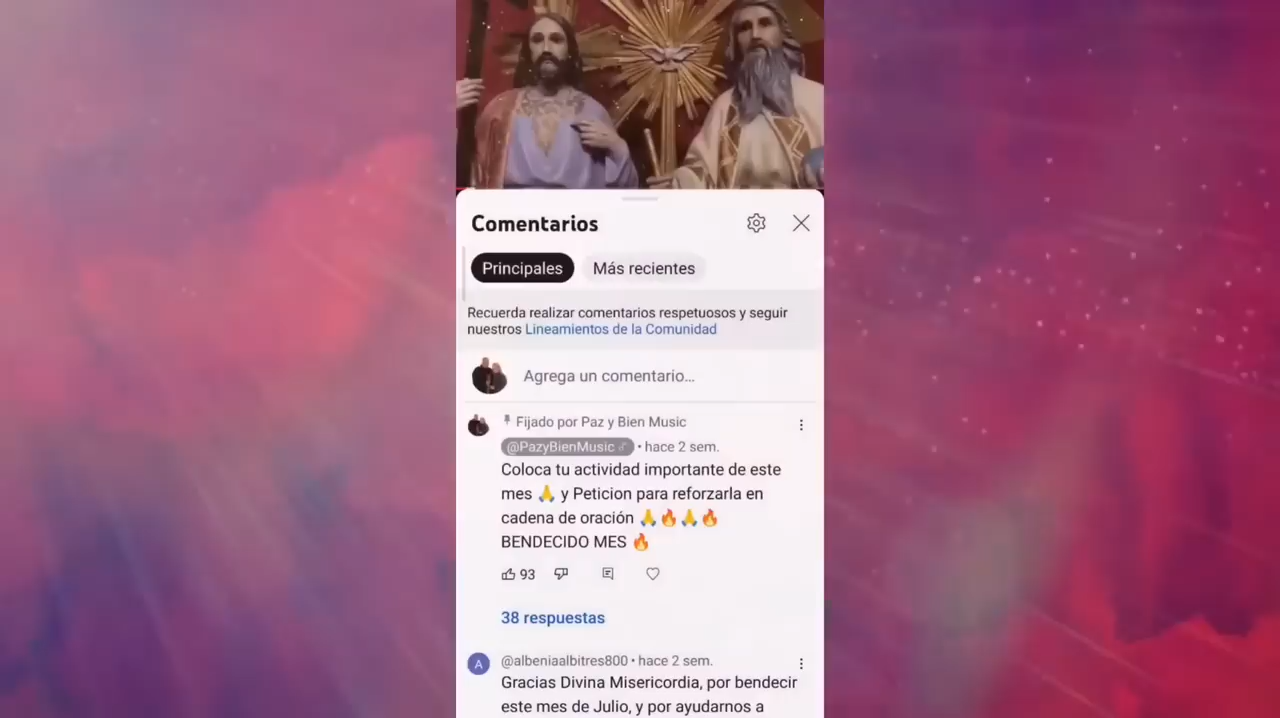 Comentarios
Principales Más recientes
Recuerda realizar comentarios respetuosos y seguir
nuestros Lineamientos de la Comunidad
Agrega un comentario...
Fijado por Paz y Bien Music
@PazyBienMusic • hace 2 sem.
Coloca tu actividad importante de este
mes 🙏 y Peticion para reforzarla en
cadena de oración 🙏🔥🙏🔥
BENDECIDO MES 🔥
93
38 respuestas
A @albeniaalbitres800 • hace 2 sem.
Gracias Divina Misericordia, por bendecir
este mes de Julio, y por ayudarnos a